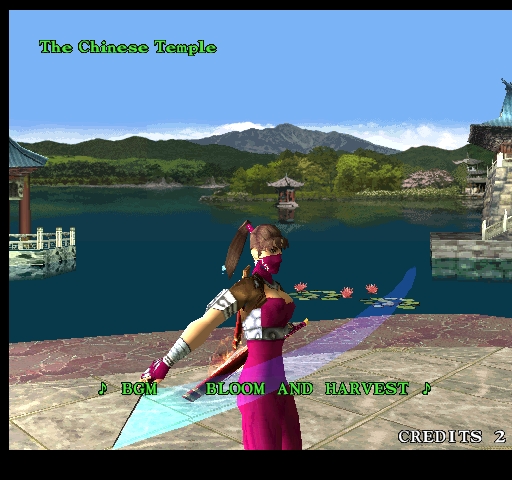 The Chinese Temple
♪ BGM BLOOM AND HARVEST ♪
CREDITS 2